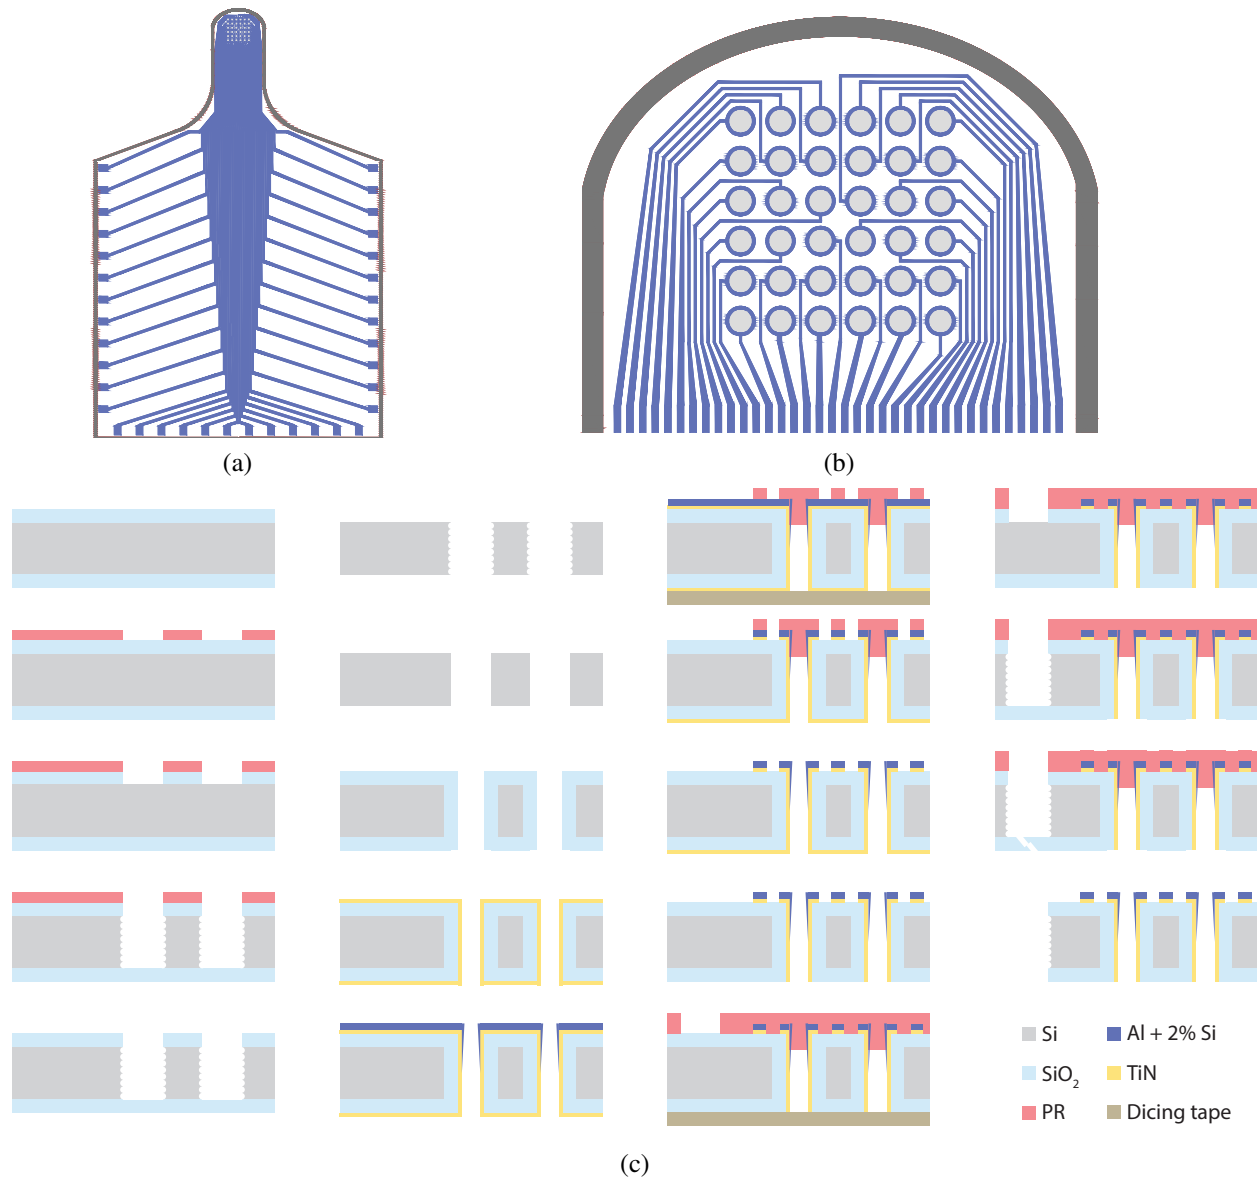 (a)
(b)
Si
Al + 2% Si
SiO₂
TiN
PR
Dicing tape
(c)